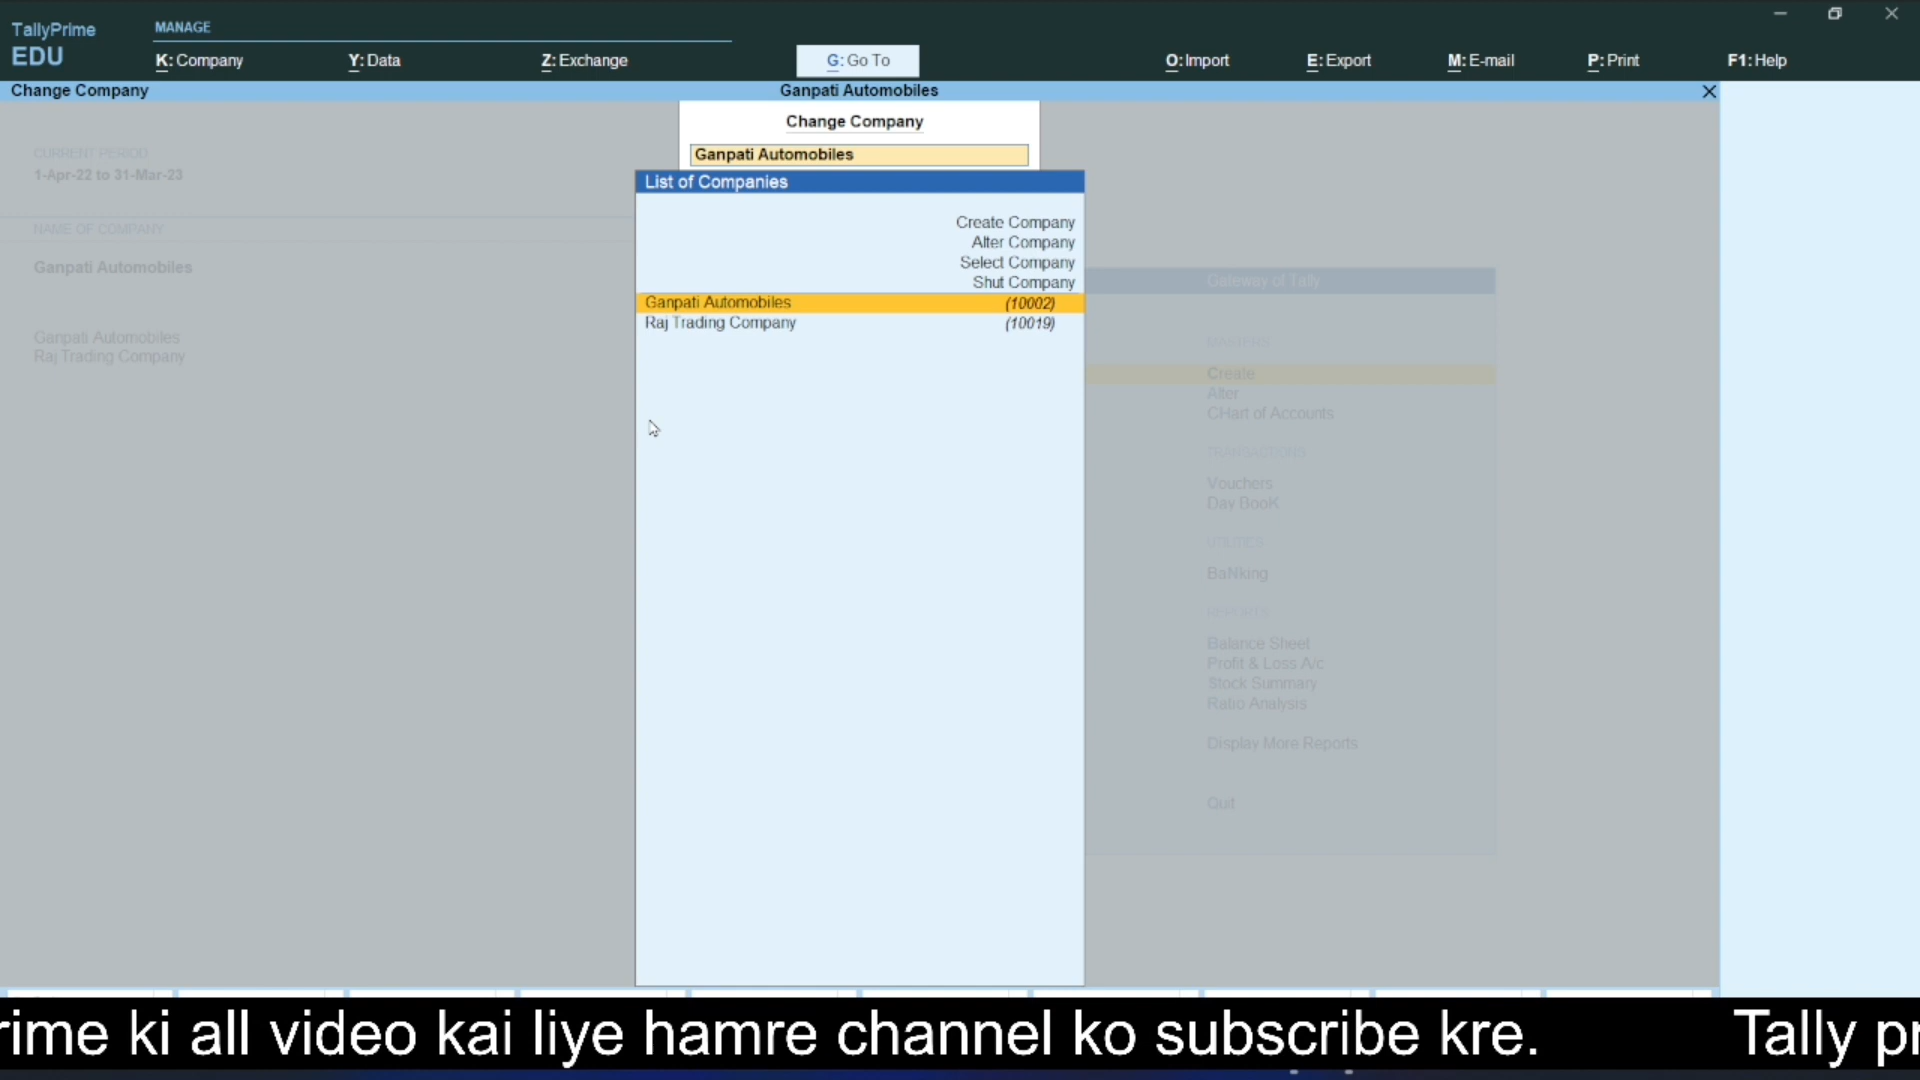 TallyPrime
EDU
MANAGE
K: Company
Y: Data
Z: Exchange
G: Go To
O: Import
E: Export
M: E-mail
P: Print
F1: Help
Change Company
Ganpati Automobiles
Change Company
Ganpati Automobiles
List of Companies
Create Company
Alter Company
Select Company
Shut Company
Ganpati Automobiles (10002)
Raj Trading Company (10019)
CURRENT PERIOD
1-Apr-22 to 31-Mar-23
NAME OF COMPANY
Ganpati Automobiles
Ganpati Automobiles
Raj Trading Company
Gateway of Tally
MASTERS
Create
Alter
CHart of Accounts
TRANSACTIONS
Vouchers
Day BooK
UTILITIES
BaNking
REPORTS
Balance Sheet
Profit & Loss A/c
Stock Summary
Ratio Analysis
Display More Reports
Quit
rime ki all video kai liye hamre channel ko subscribe kre. Tally pr